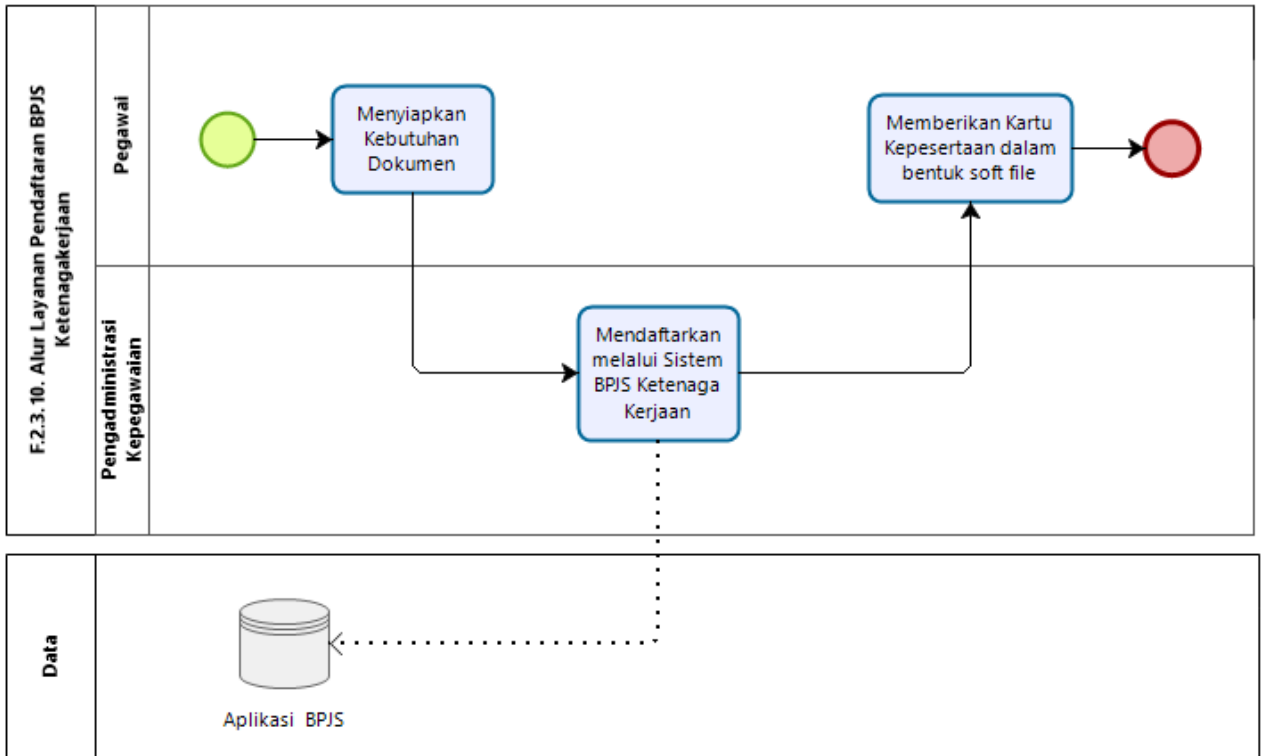 F.2.3.10. Alur Layanan Pendaftaran BPJS
Ketenagakerjaan
Pegawai
Menyiapkan
Kebutuhan
Dokumen
Memberikan Kartu
Kepesertaan dalam
bentuk soft file
Pengadministrasi
Kepegawaian
Mendaftarkan
melalui Sistem
BPJS Ketenaga
Kerjaan
Data
Aplikasi BPJS